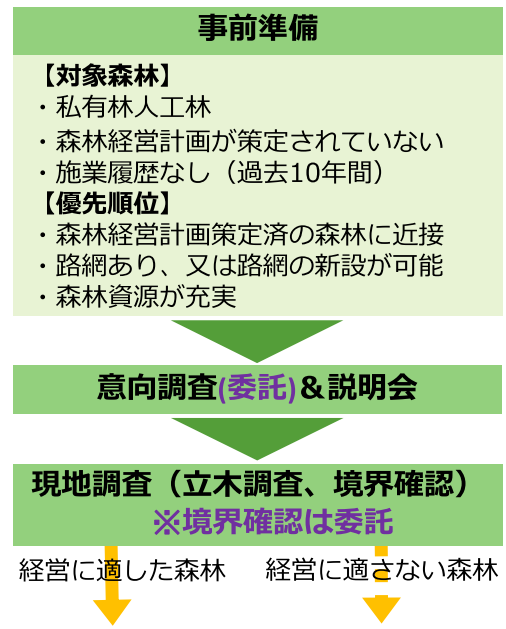 事前準備
【対象森林】
・私有林人工林
・森林経営計画が策定されていない
・施業履歴なし（過去10年間）
【優先順位】
・森林経営計画策定済の森林に近接
・路網あり、又は路網の新設が可能
・森林資源が充実
意向調査(委託)＆説明会
現地調査（立木調査、境界確認）
※境界確認は委託
経営に適した森林
経営に適さない森林